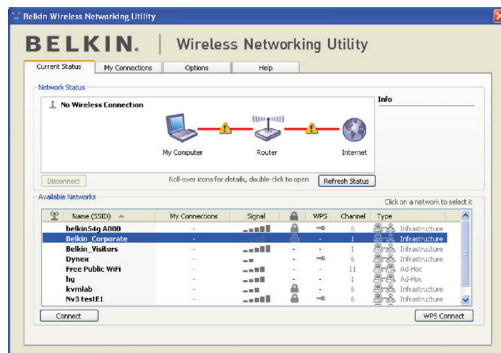 Belkin Wireless Networking Utility
BELKIN. | Wireless Networking Utility
Current Status My Connections Options Help
Network Status
No Wireless Connection
Info
My Computer Router Internet
Disconnect Roll-over icons for details, double-click to open Refresh Status
Available Networks
Click on a network to select it
Name (SSID) My Connections Signal WPS Channel Type
belkin54g A000 - 6 Infrastructure
Belkin_Corporate - - 1 Infrastructure
Belkin_Visitors - - - 1 Infrastructure
Dynex - - 6 Infrastructure
Free Public WiFi - - - 11 Ad-Hoc
hg - - - 1 Ad-Hoc
kvmlab - - 6 Infrastructure
Nv3 testE1 - - 6 Infrastructure
Connect WPS Connect